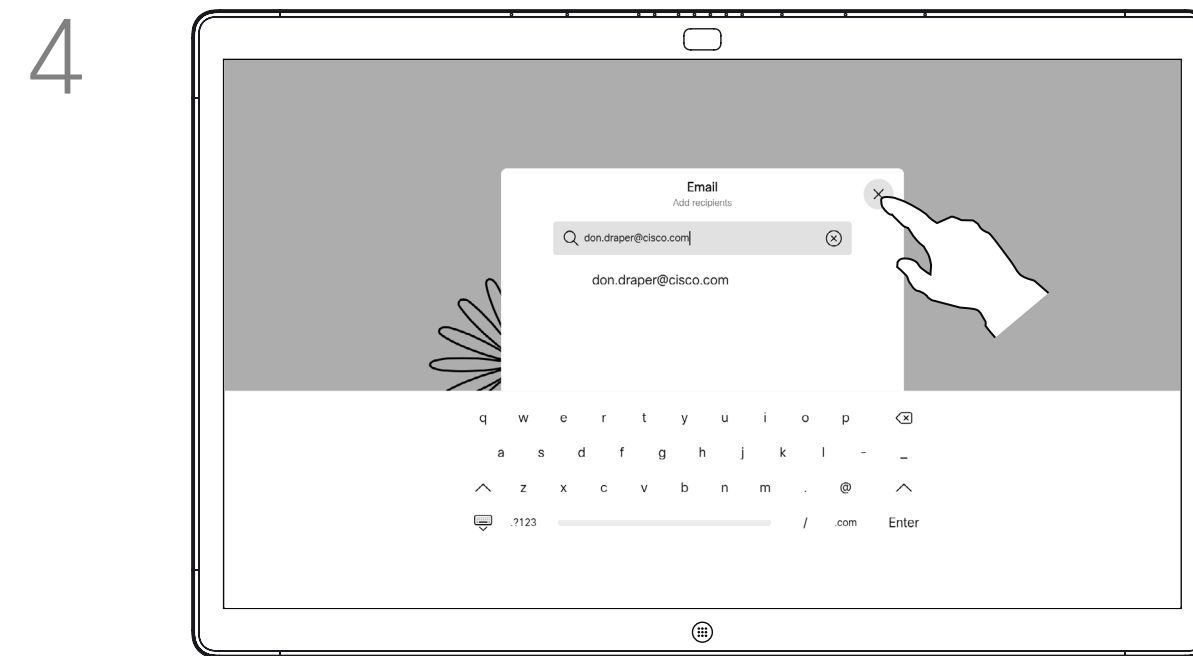 4
Email
Add recipients
don.draper@cisco.com
don.draper@cisco.com
q w e r t y u i o p
a s d f g h j k l - _
z x c v b n m . @
.?123 / .com Enter